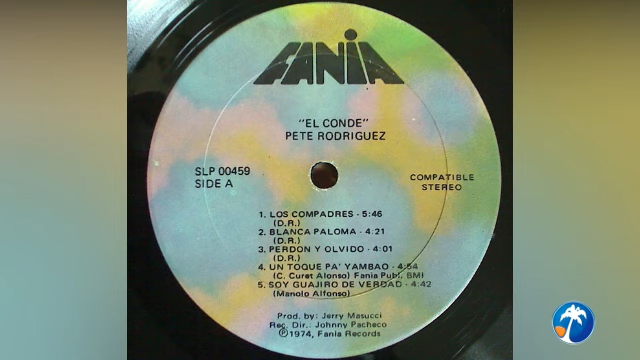 FANIA
"EL CONDE"
PETE RODRIGUEZ
SLP 00459
SIDE A
COMPATIBLE
STEREO
1. LOS COMPADRES - 5:46
(D.R.)
2. BLANCA PALOMA - 4:21
(D.R.)
3. PERDON Y OLVIDO - 4:01
(D.R.)
4. UN TOQUE PA' YAMBAO - 4:54
(C. Curet Alonso) Fania Publ. BMI
5. SOY GUAJIRO DE VERDAD - 4:42
(Manolo Alfonso)
Prod. by: Jerry Masucci
Rec. Dir.: Johnny Pacheco
℗1974, Fania Records